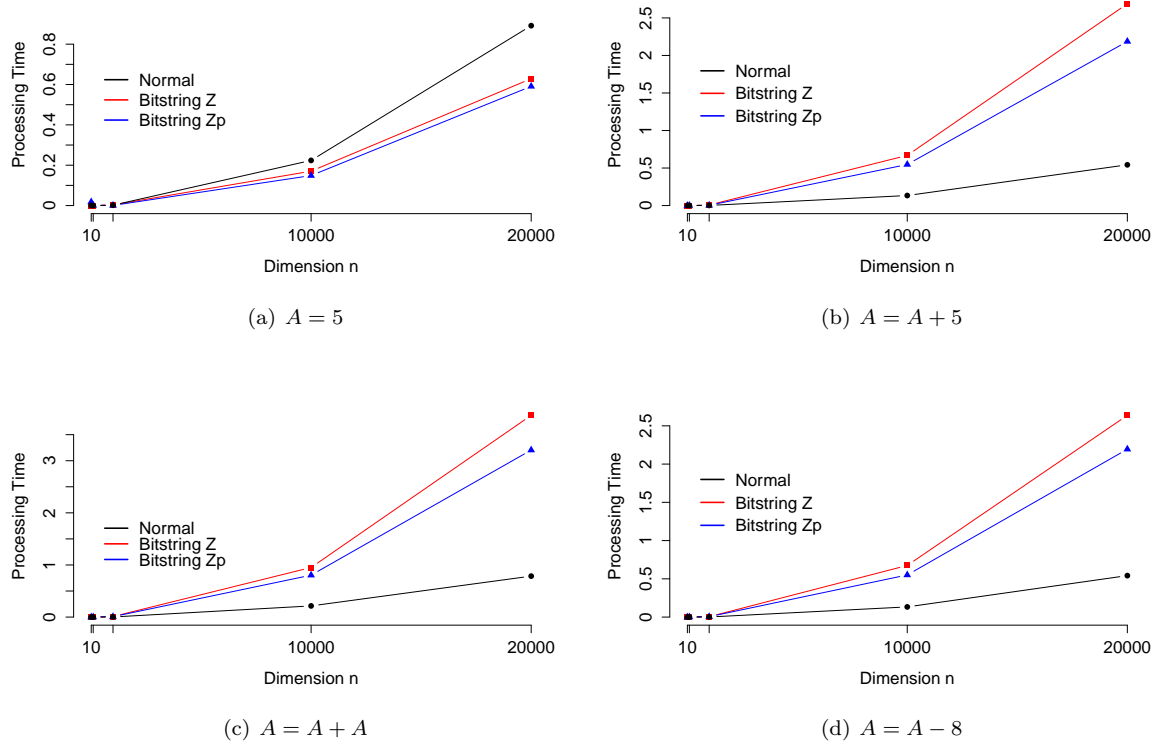 Processing Time
0.8
0.6
0.4
0.2
0
Normal
Bitstring Z
Bitstring Zp
10
10000
20000
Dimension n
(a) A = 5
Processing Time
2.5
2
1.5
1
0.5
0
Normal
Bitstring Z
Bitstring Zp
10
10000
20000
Dimension n
(b) A = A + 5
Processing Time
3
2
1
0
Normal
Bitstring Z
Bitstring Zp
10
10000
20000
Dimension n
(c) A = A + A
Processing Time
2.5
2
1.5
1
0.5
0
Normal
Bitstring Z
Bitstring Zp
10
10000
20000
Dimension n
(d) A = A − 8